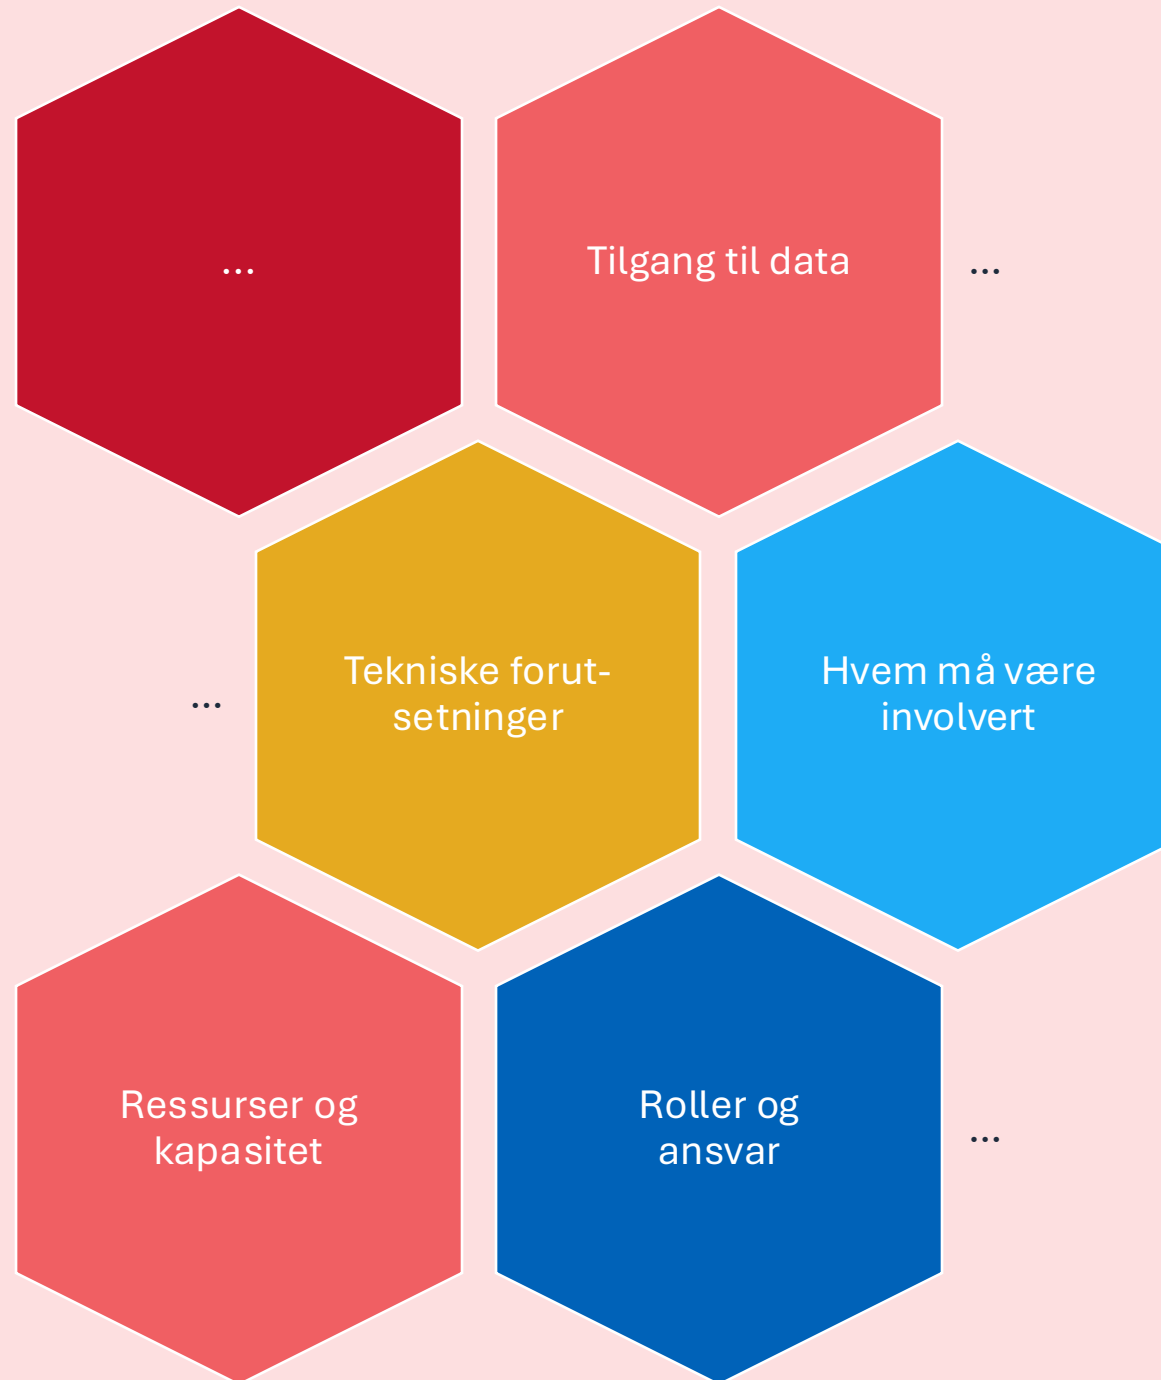 ...
Tilgang til data
...
Tekniske forut-
setninger
...
Hvem må være
involvert
Ressurser og
kapasitet
Roller og
ansvar
...